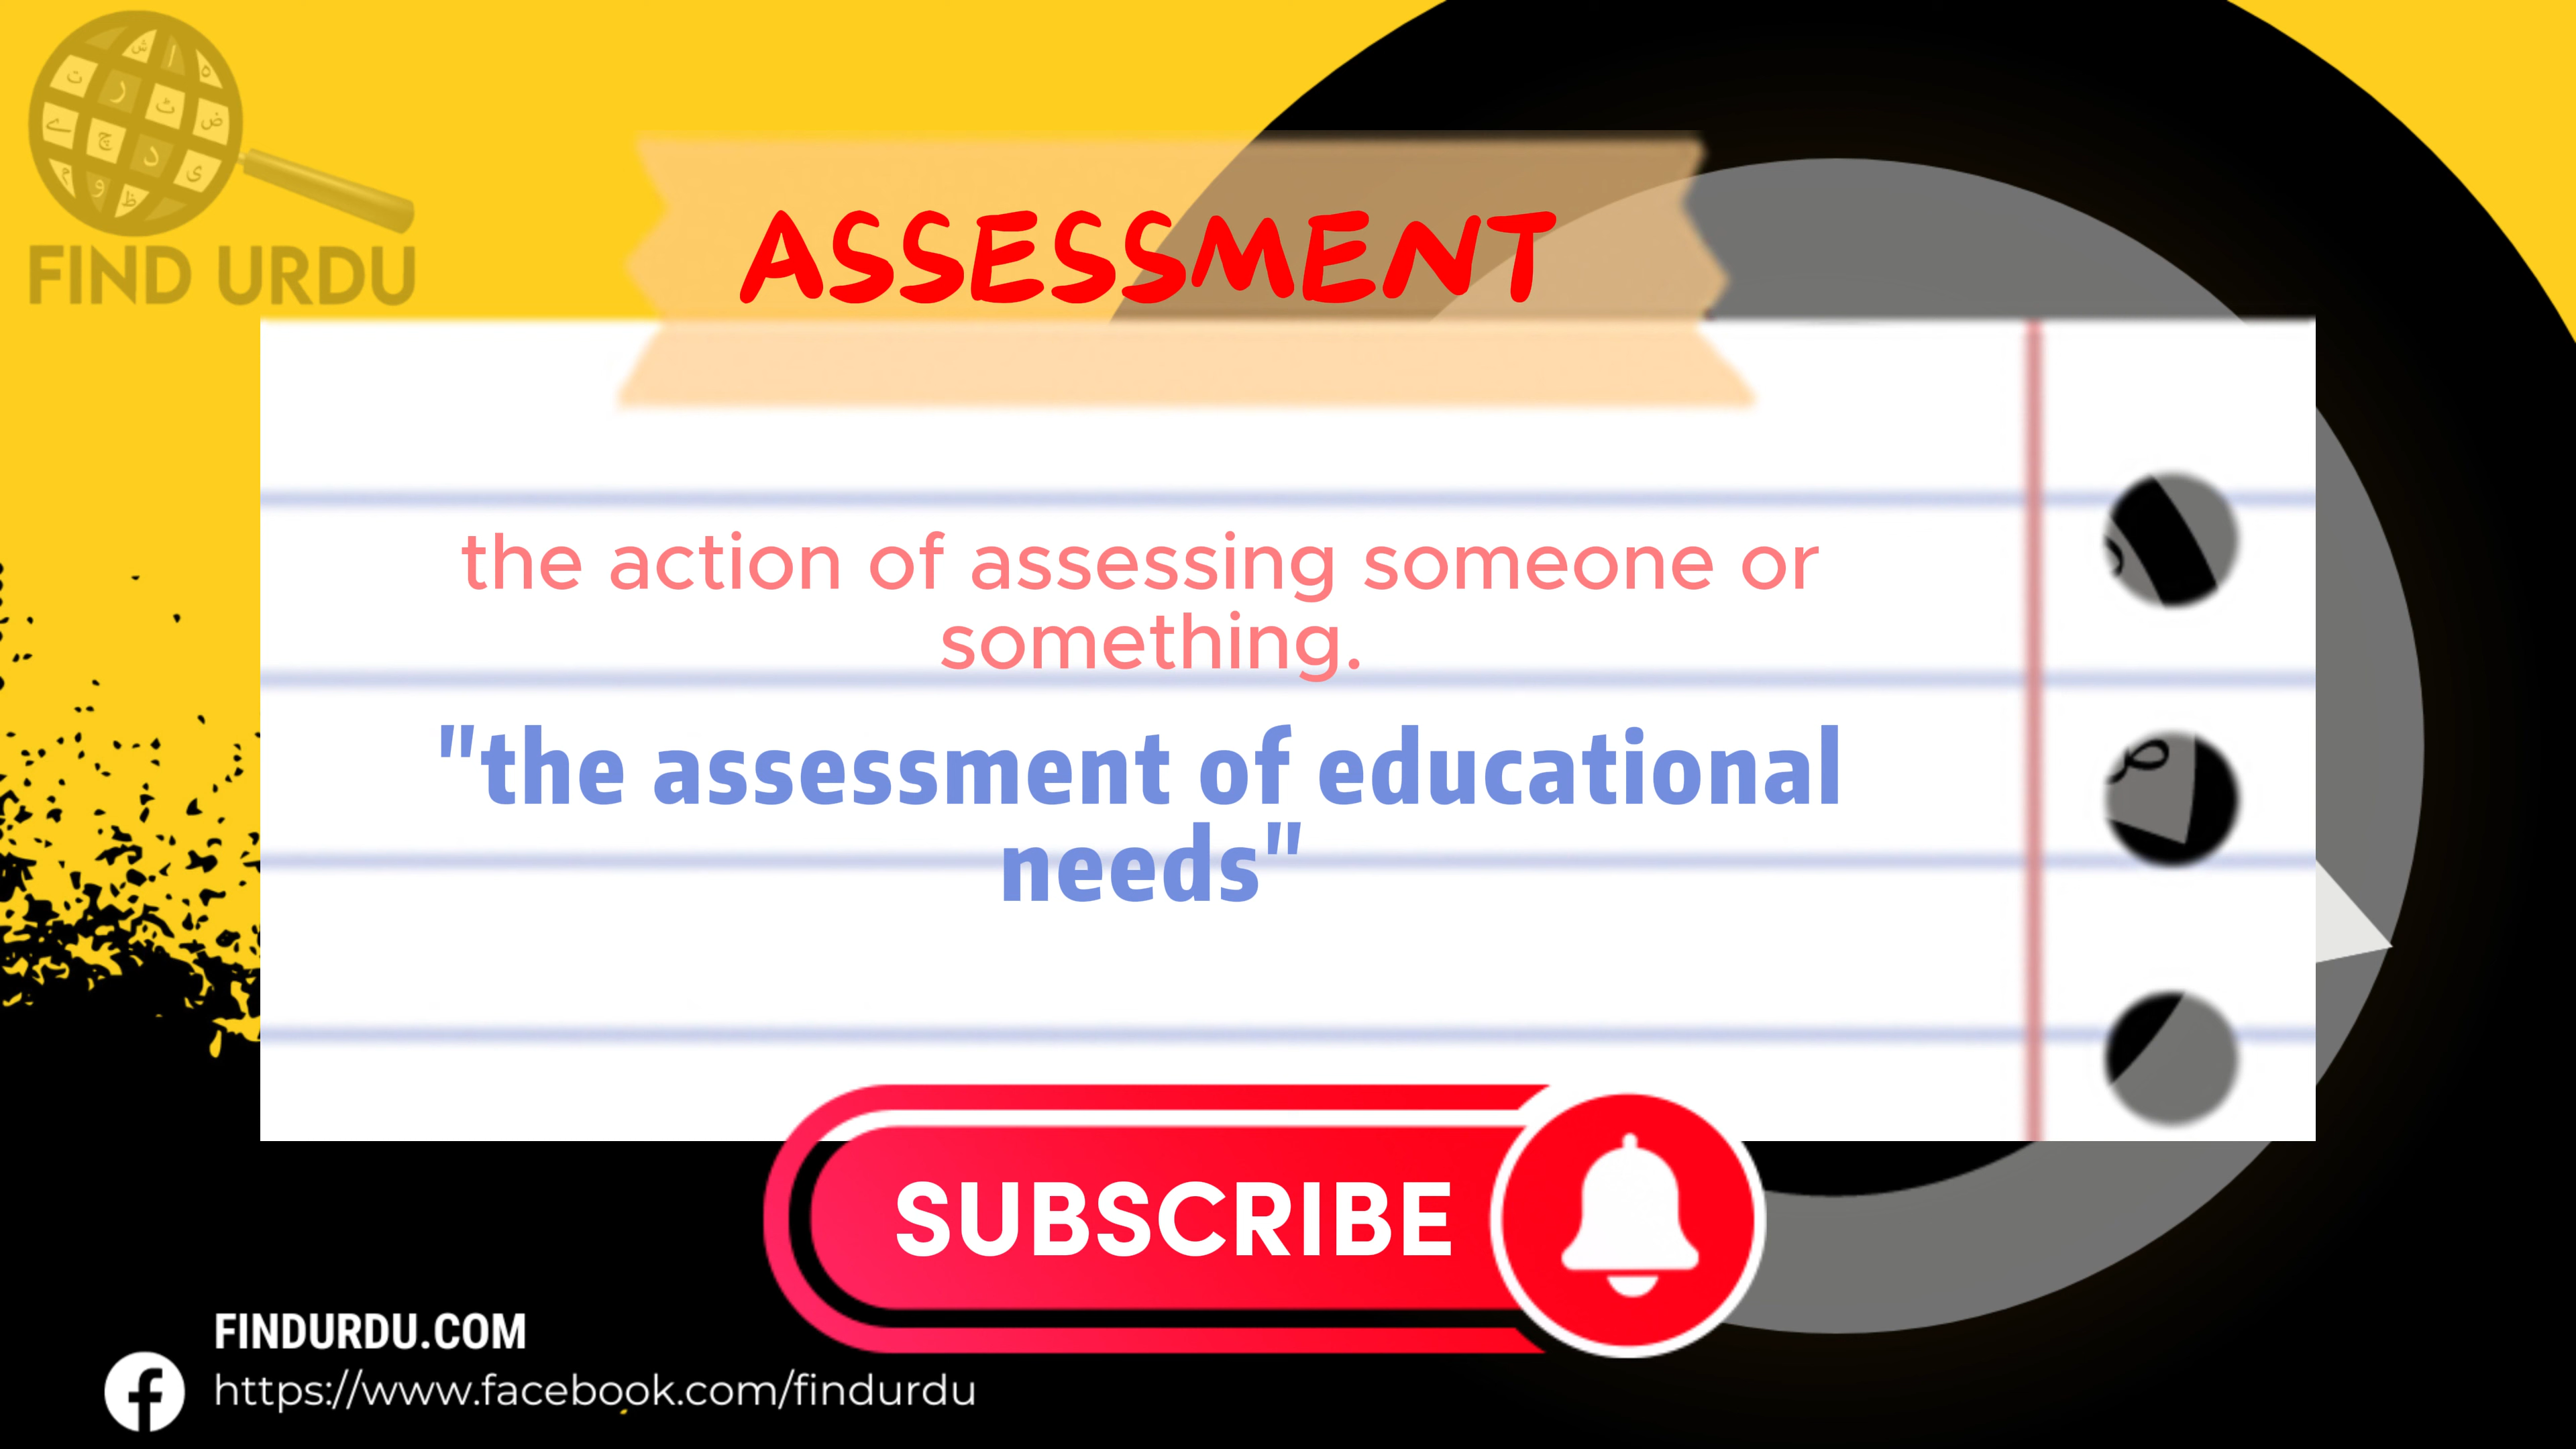 FIND URDU
ASSESSMENT
the action of assessing someone or
something.
"the assessment of educational
needs"
SUBSCRIBE
FINDURDU.COM
https://www.facebook.com/findurdu